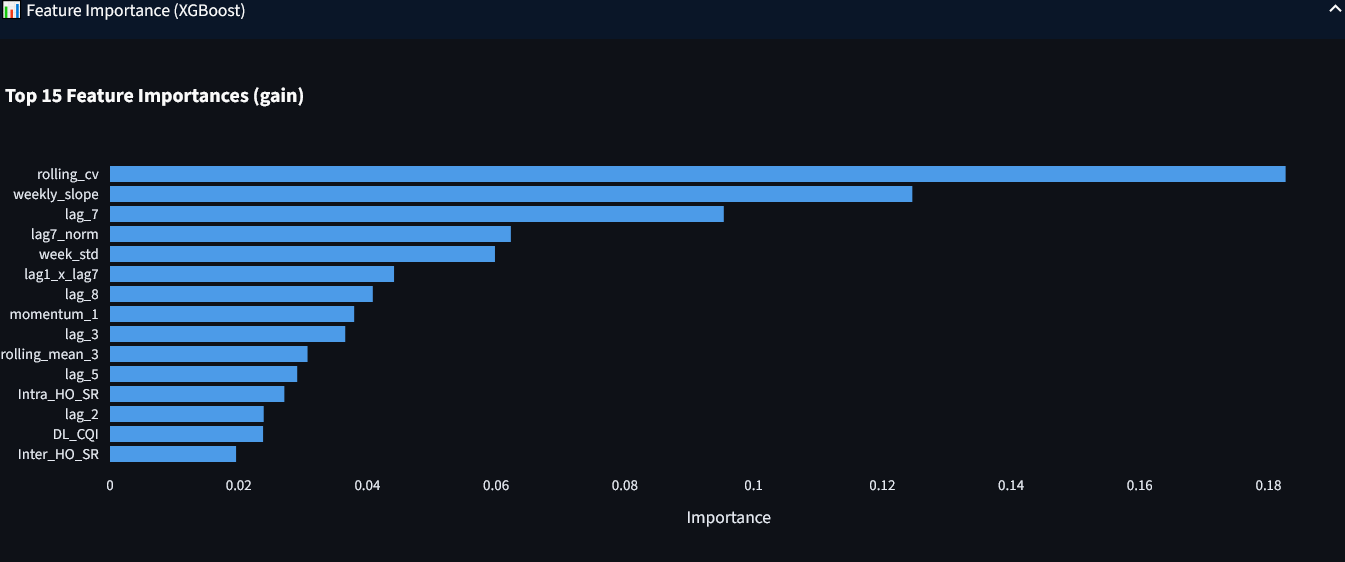 Feature Importance (XGBoost)
Top 15 Feature Importances (gain)
rolling_cv
weekly_slope
lag_7
lag7_norm
week_std
lag1_x_lag7
lag_8
momentum_1
lag_3
rolling_mean_3
lag_5
Intra_HO_SR
lag_2
DL_CQI
Inter_HO_SR
0 0.02 0.04 0.06 0.08 0.1 0.12 0.14 0.16 0.18
Importance